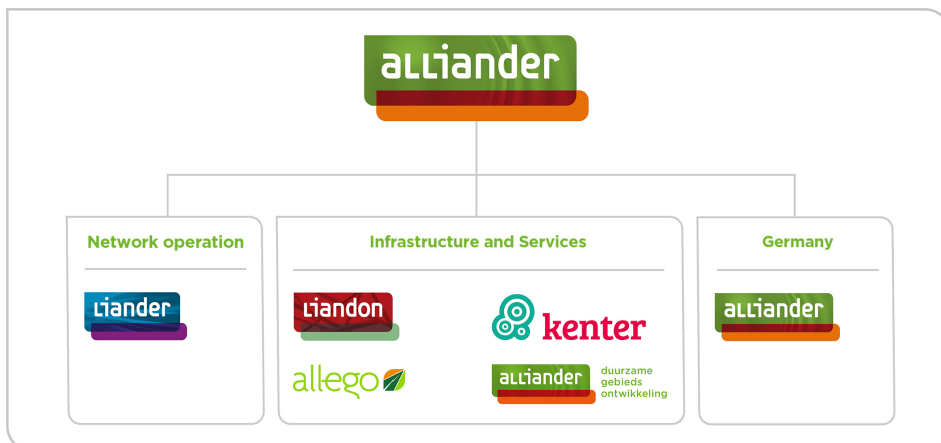 alliander
Network operation
liander
Infrastructure and Services
liandon
kenter
allego
alliander
duurzame
gebieds
ontwikkeling
Germany
alliander